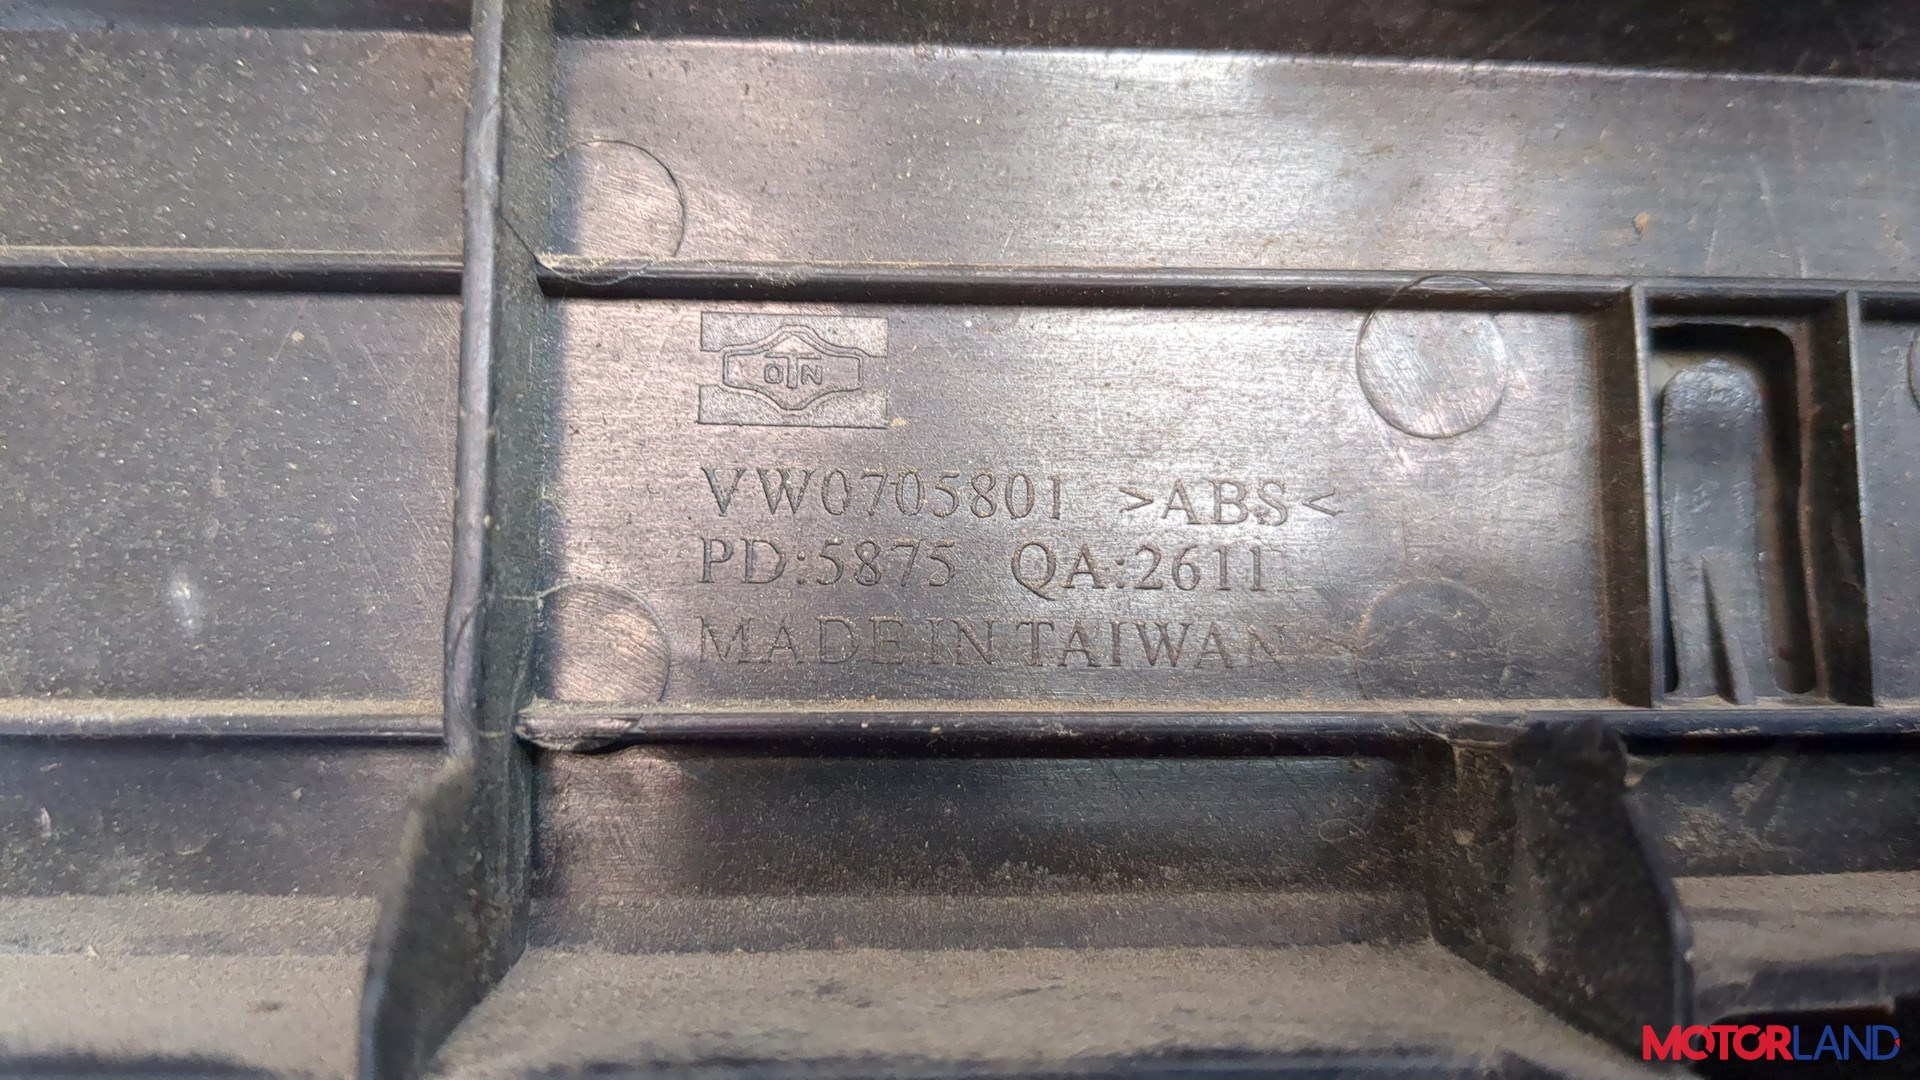 OTN
VW0705801 >ABS<
PD:5875 QA:2611
MADE IN TAIWAN
MOTORLAND